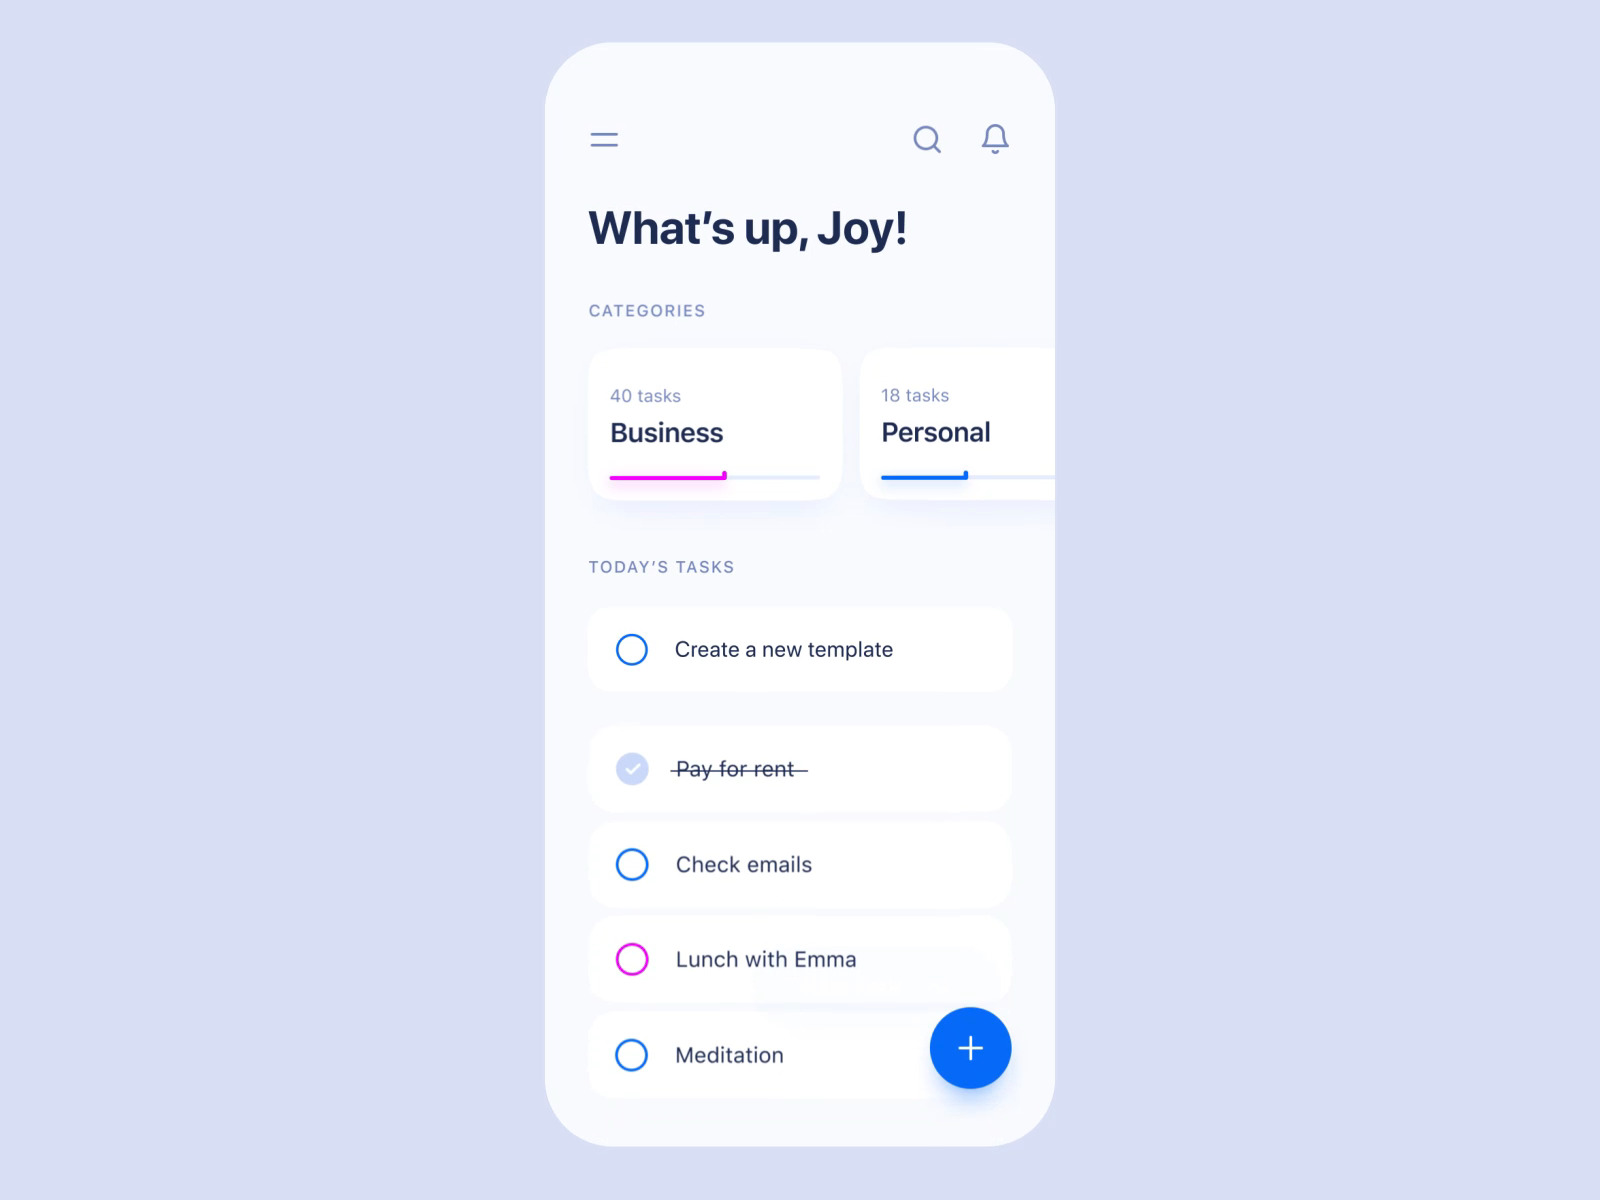 What’s up, Joy!
CATEGORIES
40 tasks
Business
18 tasks
Personal
TODAY’S TASKS
Create a new template
Pay for rent
Check emails
Lunch with Emma
Meditation